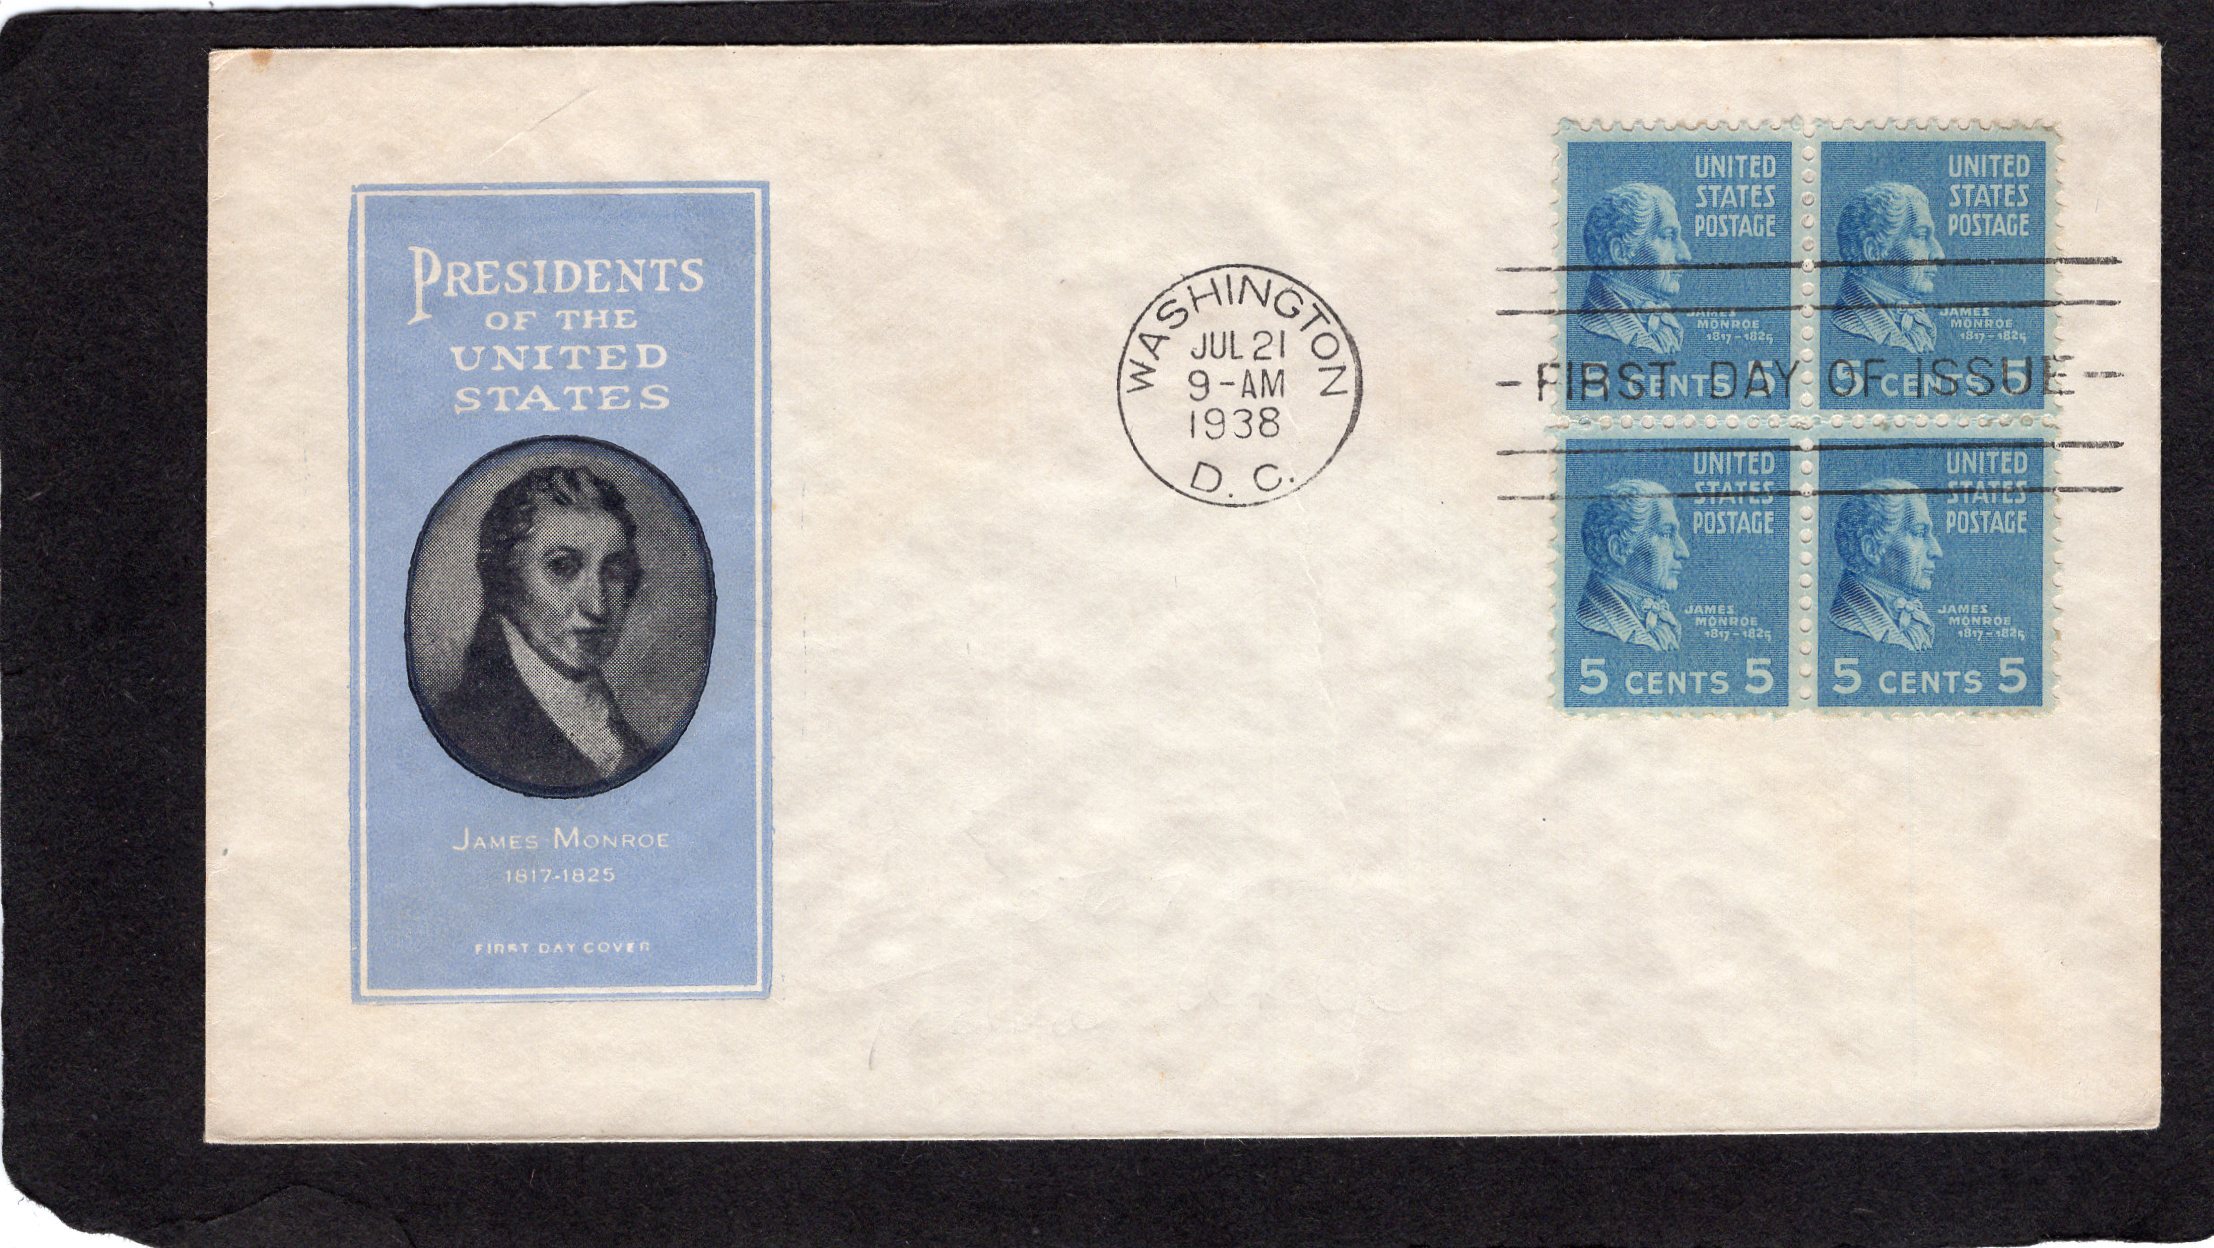 PRESIDENTS
OF THE
UNITED
STATES
JAMES MONROE
1817-1825
FIRST DAY COVER
WASHINGTON
JUL 21
9-AM
1938
D. C.
UNITED
STATES
POSTAGE
JAMES
MONROE
1817-1825
5 CENTS 5
UNITED
STATES
POSTAGE
JAMES
MONROE
1817-1825
5 CENTS 5
- FIRST DAY OF ISSUE --
UNITED
STATES
POSTAGE
JAMES
MONROE
1817-1825
5 CENTS 5
UNITED
STATES
POSTAGE
JAMES
MONROE
1817-1825
5 CENTS 5